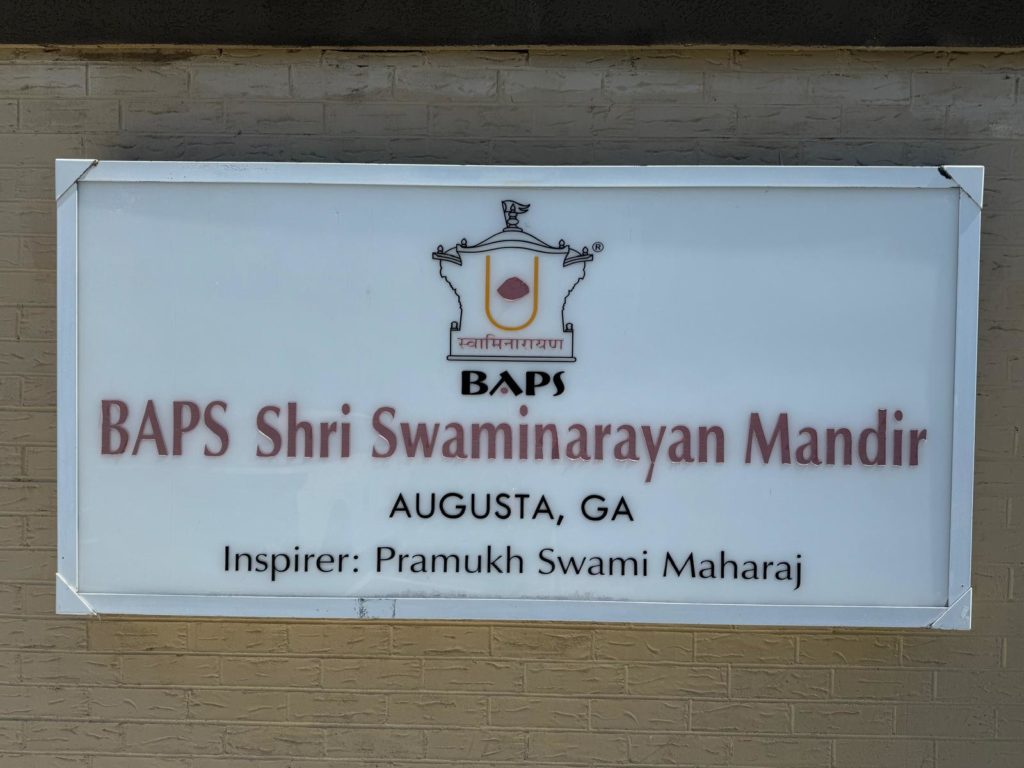 ®
स्वामिनारायण
BAPS
BAPS Shri Swaminarayan Mandir
AUGUSTA, GA
Inspirer: Pramukh Swami Maharaj